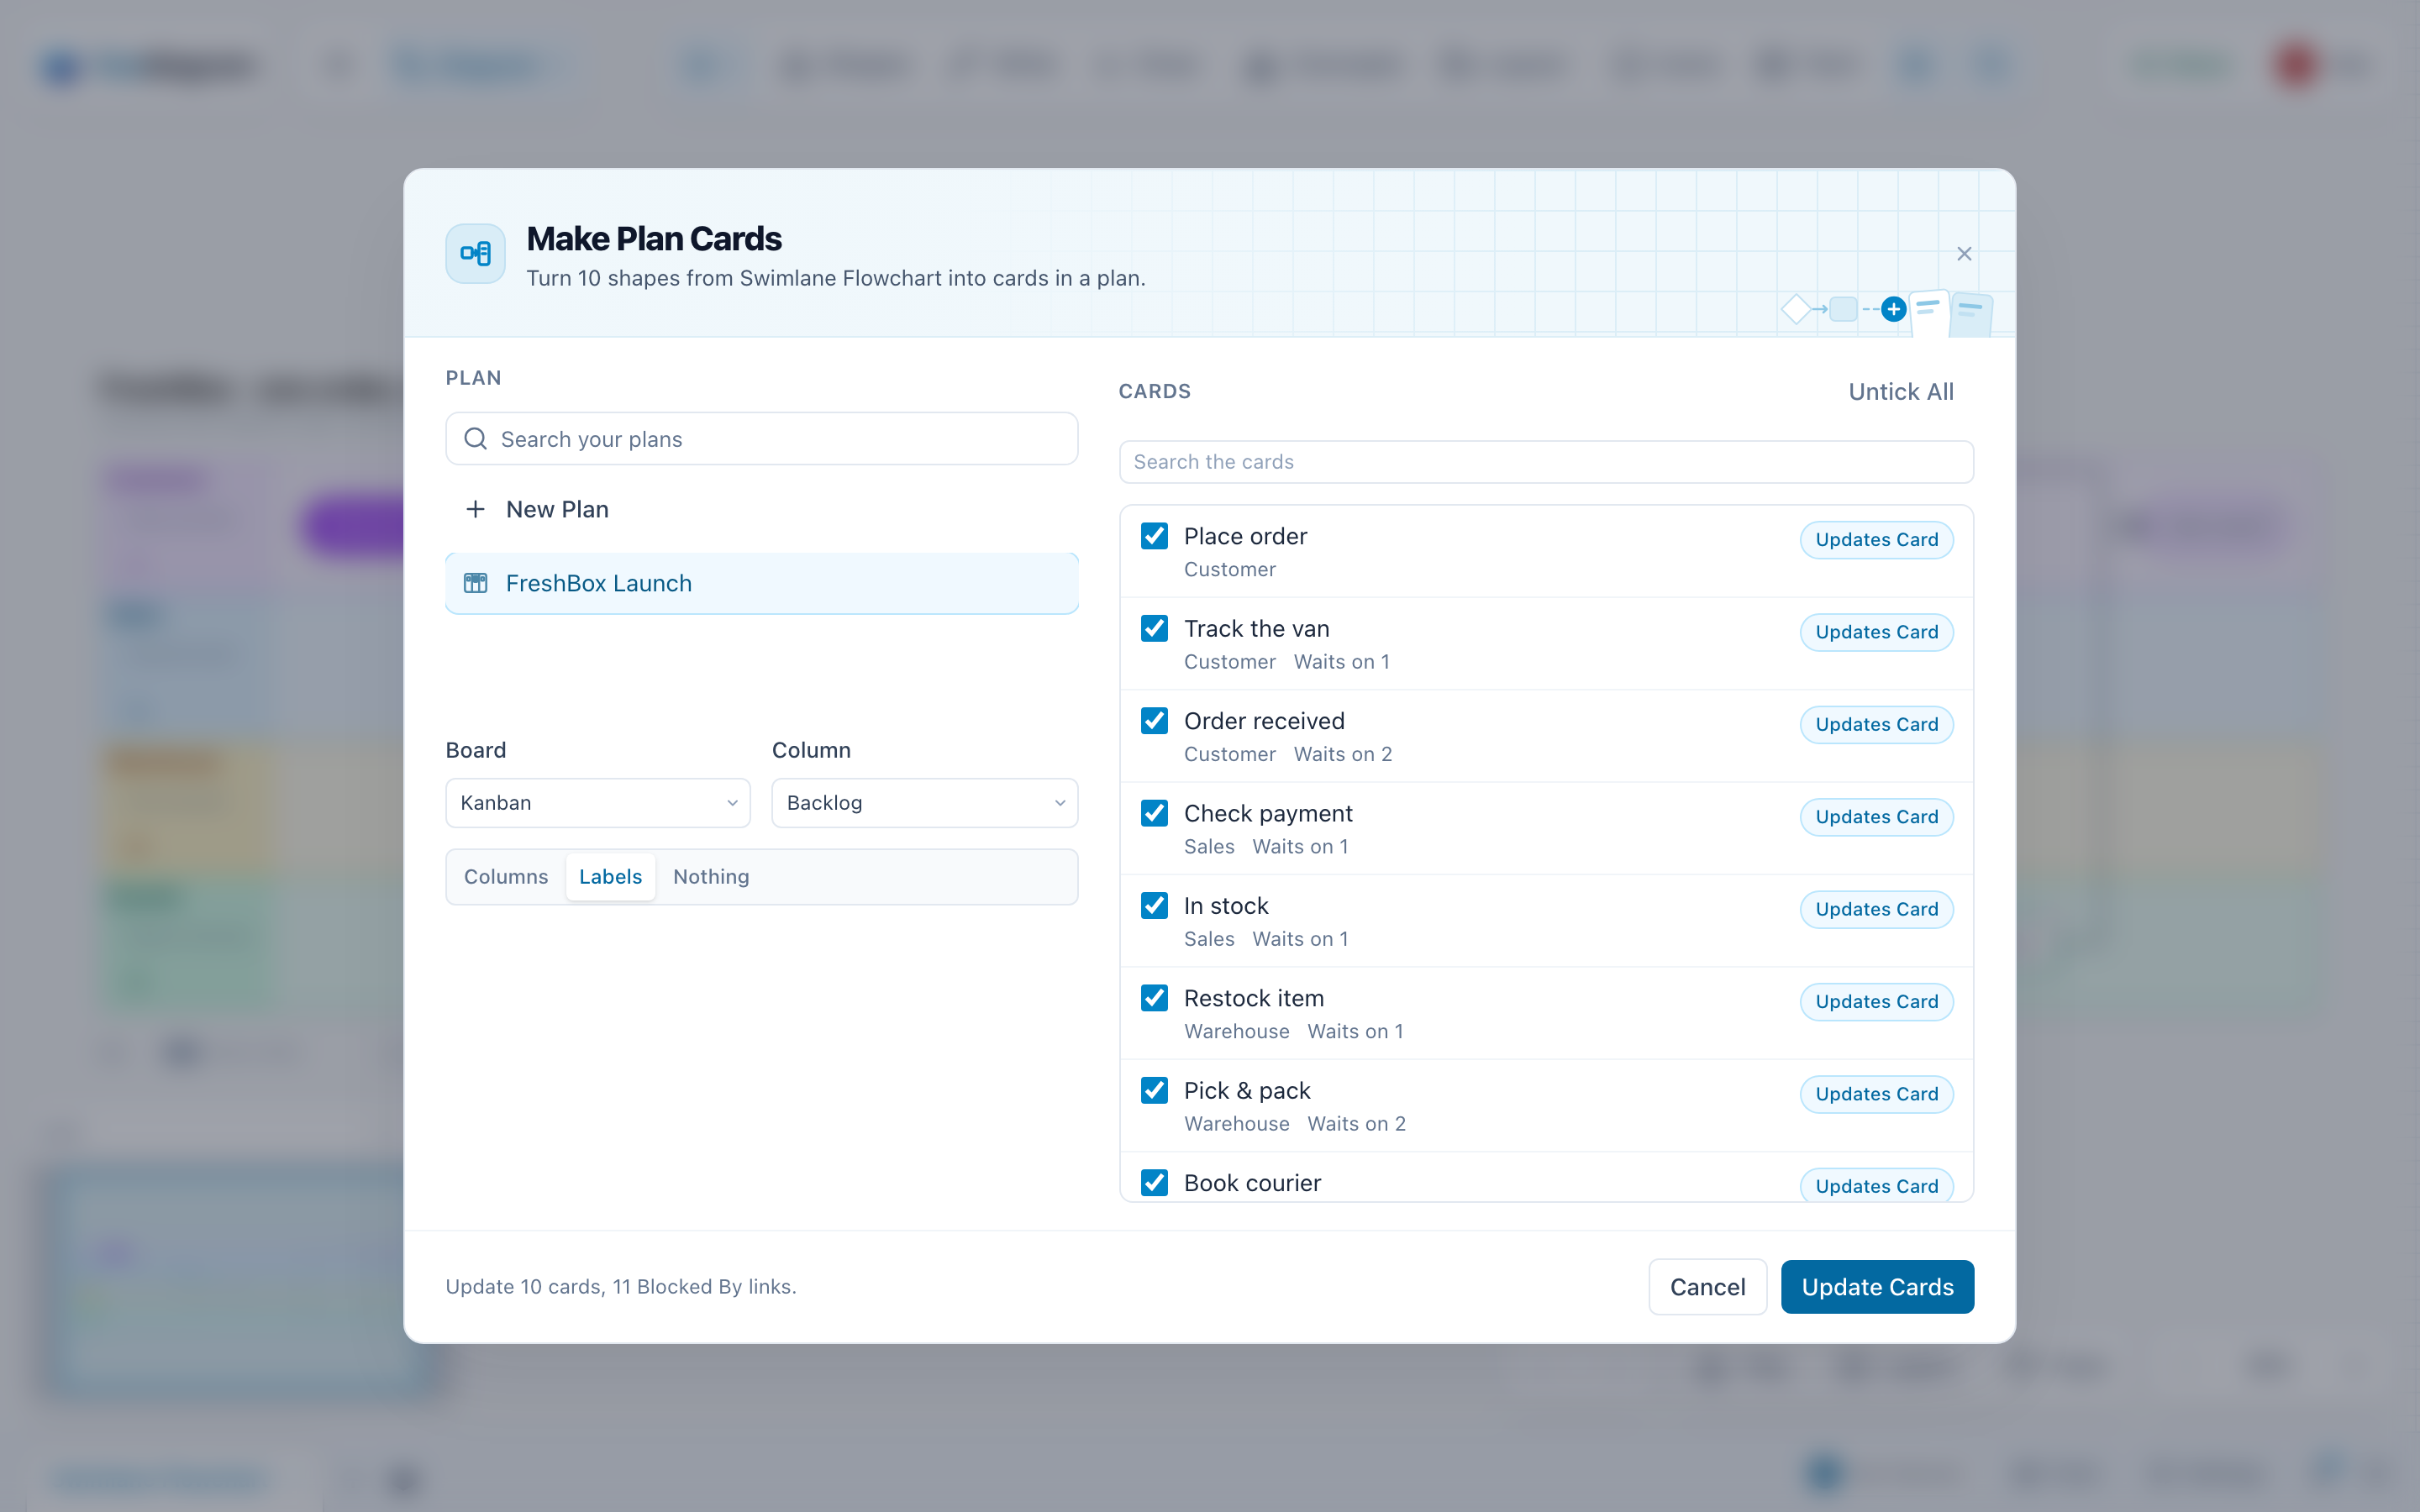 Make Plan Cards
Turn 10 shapes from Swimlane Flowchart into cards in a plan.
PLAN
Search your plans
New Plan
FreshBox Launch
Board
Column
Kanban
Backlog
Columns
Labels
Nothing
CARDS
Untick All
Search the cards
Place order
Updates Card
Customer
Track the van
Updates Card
Customer Waits on 1
Order received
Updates Card
Customer Waits on 2
Check payment
Updates Card
Sales Waits on 1
In stock
Updates Card
Sales Waits on 1
Restock item
Updates Card
Warehouse Waits on 1
Pick & pack
Updates Card
Warehouse Waits on 2
Book courier
Updates Card
Update 10 cards, 11 Blocked By links.
Cancel
Update Cards